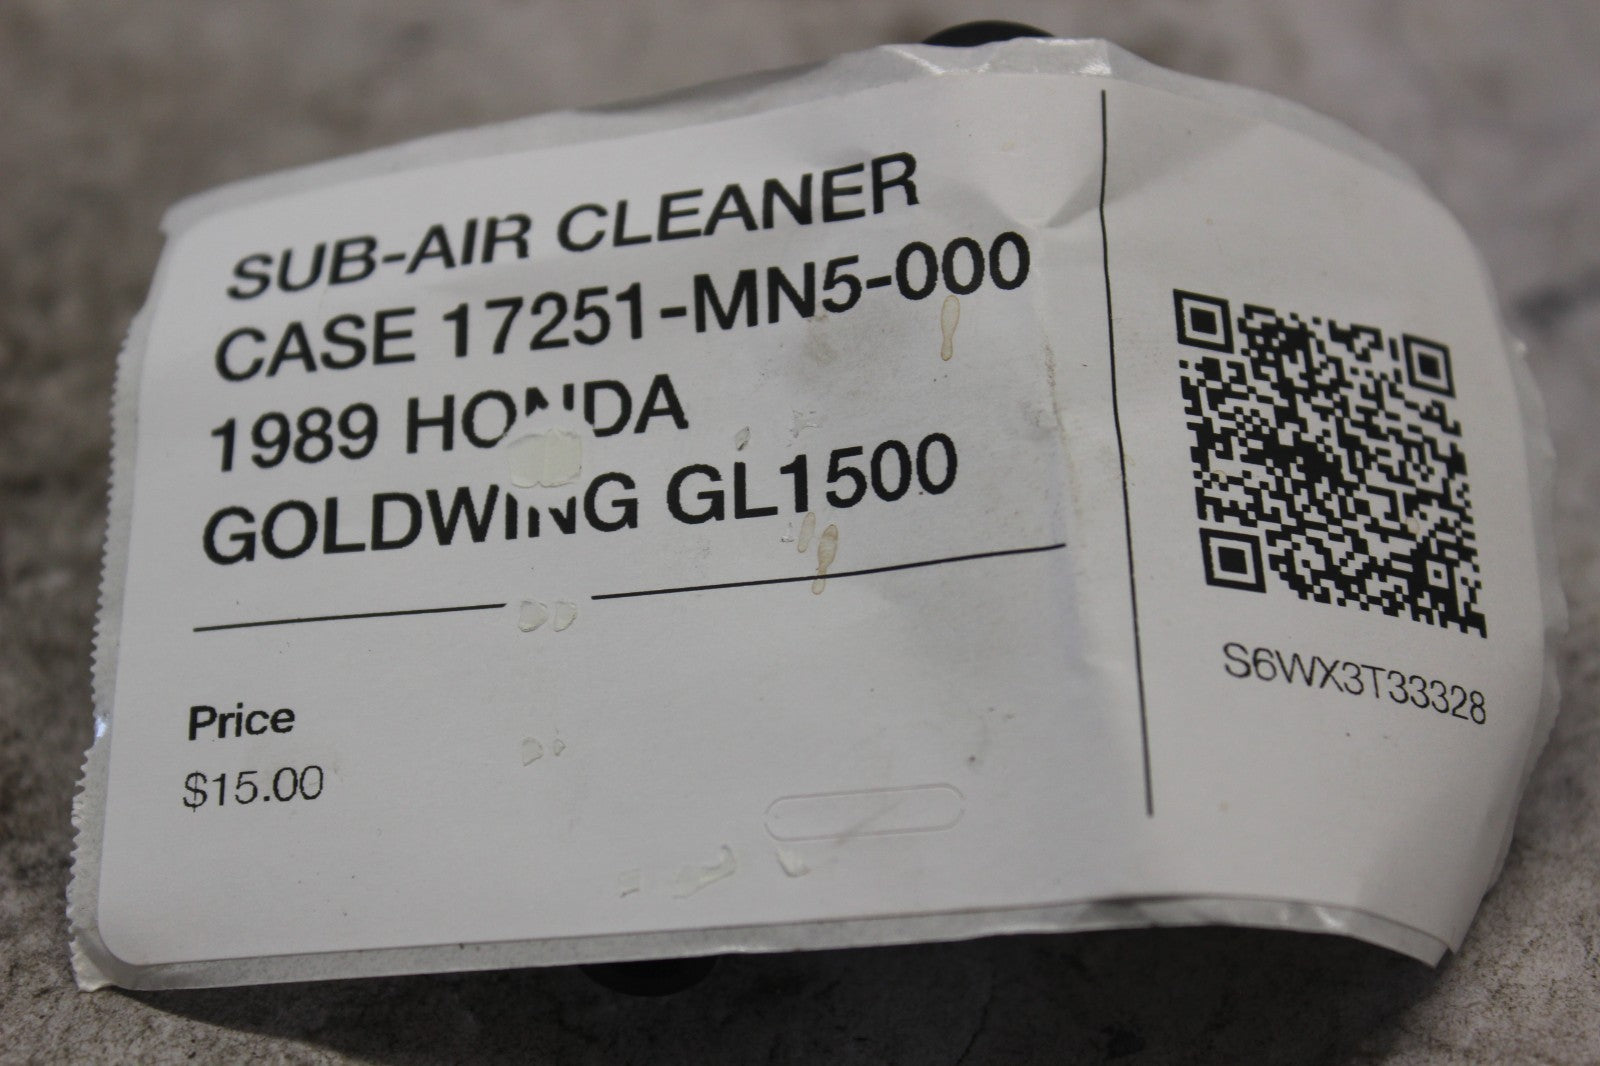 SUB-AIR CLEANER
CASE 17251-MN5-000
1989 HONDA
GOLDWING GL1500
Price
$15.00
S6WX3T33328